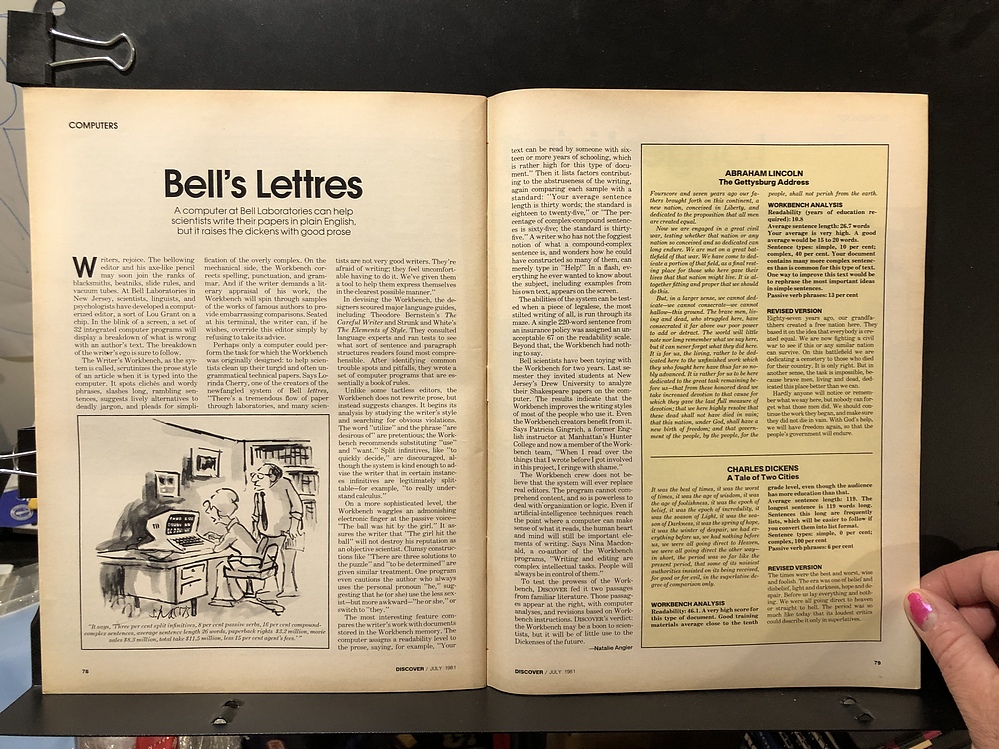 COMPUTERS
Bell's Lettres
A computer at Bell Laboratories can help
scientists write their papers in plain English,
but it raises the dickens with good prose
Writers, rejoice. The bellowing
editor and his axe-like pencil
may soon join the ranks of
blacksmiths, beatniks, slide rules, and
vacuum tubes. At Bell Laboratories in
New Jersey, scientists, linguists, and
psychologists have developed a comput-
erized editor, a sort of Lou Grant on a
chip. In the blink of a screen, a set of
32 integrated computer programs will
display a breakdown of what is wrong
with an author's text. The breakdown
of the writer's ego is sure to follow.
The Writer's Workbench, as the sys-
tem is called, scrutinizes the prose style
of an article when it is typed into the
computer. It spots clichés and wordy
phrases, slashes long, rambling sen-
tences, suggests lively alternatives to
deadly jargon, and pleads for simpli-
fication of the overly complex. On the
mechanical side, the Workbench cor-
rects spelling, punctuation, and gram-
mar. And if the writer demands a lit-
erary appraisal of his work, the
Workbench will spin through samples
of the works of famous authors to pro-
vide embarrassing comparisons. Seated
at his terminal, the writer can, if he
wishes, override this editor simply by
refusing to take its advice.
Perhaps only a computer could per-
form the task for which the Workbench
was originally designed: to help scien-
tists clean up their turgid and often un-
grammatical technical papers. Says Lo-
rinda Cherry, one of the creators of the
newfangled system of Bell lettres,
"There's a tremendous flow of paper
through laboratories, and many scien-
tists are not very good writers. They're
afraid of writing; they feel uncomfort-
able having to do it. We've given them
a tool to help them express themselves
in the clearest possible manner."
In devising the Workbench, the de-
signers scoured major language guides,
including Theodore Bernstein's The
Careful Writer and Strunk and White's
The Elements of Style. They consulted
language experts and ran tests to see
what sort of sentence and paragraph
structures readers found most compre-
hensible. After identifying common
trouble spots and pitfalls, they wrote a
set of computer programs that are es-
sentially a book of rules.
Unlike some tactless editors, the
Workbench does not rewrite prose, but
instead suggests changes. It begins its
analysis by studying the writer's style
and searching for obvious violations.
The word "utilize" and the phrase "are
desirous of" are pretentious; the Work-
bench recommends substituting "use"
and "want." Split infinitives, like "to
quickly decide," are discouraged, al-
though the system is kind enough to ad-
vise the writer that in certain instanc-
es infinitives are legitimately split-
table—for example, "to really under-
stand calculus."
On a more sophisticated level, the
Workbench waggles an admonishing
electronic finger at the passive voice—
"The ball was hit by the girl." It as-
sures the writer that "The girl hit the
ball" will not destroy his reputation as
an objective scientist. Clumsy construc-
tions like "There are three solutions to
the puzzle" and "to be determined" are
given similar treatment. One program
even cautions the author who always
uses the personal pronoun "he," sug-
gesting that he (or she) use the less sex-
ist—but more awkward—"he or she," or
switch to "they."
The most interesting feature com-
pares the writer's work with documents
stored in the Workbench memory. The
computer assigns a readability level to
the prose, saying, for example, "Your
"It says, 'Three per cent split infinitives, 8 per cent passive verbs, 16 per cent compound-
complex sentences, average sentence length 26 words, paperback rights $3.2 million, movie
sales $8.3 million, total take $11.5 million, less 15 per cent agent's fees.'"
78
DISCOVER / JULY 1981
text can be read by someone with six-
teen or more years of schooling, which
is rather high for this type of docu-
ment." Then it lists factors contribut-
ing to the abstruseness of the writing,
again comparing each sample with a
standard: "Your average sentence
length is thirty words; the standard is
eighteen to twenty-five," or "The per-
centage of complex-compound sentenc-
es is sixty-five; the standard is thirty-
five." A writer who has not the foggiest
notion of what a compound-complex
sentence is, and wonders how he could
have constructed so many of them, can
merely type in "Help!" In a flash, ev-
erything he ever wanted to know about
the subject, including examples from
his own text, appears on the screen.
The abilities of the system can be test-
ed when a piece of legalese, the most
stilted writing of all, is run through its
maze. A single 220-word sentence from
an insurance policy was assigned an un-
acceptable 67 on the readability scale.
Beyond that, the Workbench had noth-
ing to say.
Bell scientists have been toying with
the Workbench for two years. Last se-
mester they invited students at New
Jersey's Drew University to analyze
their Shakespeare papers on the com-
puter. The results indicate that the
Workbench improves the writing styles
of most of the people who use it. Even
the Workbench creators benefit from it.
Says Patricia Gingrich, a former Eng-
lish instructor at Manhattan's Hunter
College and now a member of the Work-
bench team, "When I read over the
things that I wrote before I got involved
in this project, I cringe with shame."
The Workbench crew does not be-
lieve that the system will ever replace
real editors. The program cannot com-
prehend content, and so is powerless to
deal with organization or logic. Even if
artificial-intelligence techniques reach
the point where a computer can make
sense of what it reads, the human heart
and mind will still be important ele-
ments of writing. Says Nina Macdon-
ald, a co-author of the Workbench
programs, "Writing and editing are
complex intellectual tasks. People will
always be in control of them."
To test the prowess of the Work-
bench, DISCOVER fed it two passages
from familiar literature. Those passag-
es appear at the right, with computer
analyses, and revisions based on Work-
bench instructions. DISCOVER's verdict:
the Workbench may be a boon to scien-
tists, but it will be of little use to the
Dickenses of the future.
—Natalie Angier
ABRAHAM LINCOLN
The Gettysburg Address
Fourscore and seven years ago our fa-
thers brought forth on this continent, a
new nation, conceived in Liberty, and
dedicated to the proposition that all men
are created equal.
Now we are engaged in a great civil
war, testing whether that nation or any
nation so conceived and so dedicated can
long endure. We are met on a great bat-
tlefield of that war. We have come to ded-
icate a portion of that field, as a final rest-
ing place for those who here gave their
lives that that nation might live. It is al-
together fitting and proper that we should
do this.
But, in a larger sense, we cannot dedi-
cate—we cannot consecrate—we cannot
hallow—this ground. The brave men, liv-
ing and dead, who struggled here, have
consecrated it far above our poor power
to add or detract. The world will little
note nor long remember what we say here,
but it can never forget what they did here.
It is for us, the living, rather to be dedi-
cated here to the unfinished work which
they who fought here have thus far so no-
bly advanced. It is rather for us to be here
dedicated to the great task remaining be-
fore us—that from these honored dead we
take increased devotion to that cause for
which they gave the last full measure of
devotion; that we here highly resolve that
these dead shall not have died in vain;
that this nation, under God, shall have a
new birth of freedom; and that govern-
ment of the people, by the people, for the
people, shall not perish from the earth.
WORKBENCH ANALYSIS
Readability (years of education re-
quired): 10.8
Average sentence length: 26.7 words
Your average is very high. A good
average would be 15 to 20 words.
Sentence types: simple, 10 per cent;
complex, 40 per cent. Your document
contains many more complex senten-
ces than is common for this type of text.
One way to improve this text would be
to rephrase the most important ideas
in simple sentences.
Passive verbs: 13 per cent
REVISED VERSION
Eighty-seven years ago, our grandfa-
thers created a free nation here. They
based it on the idea that everybody is cre-
ated equal. We are now fighting a civil
war to see if this or any similar nation
can survive. On this battlefield we are
dedicating a cemetery to those who died
for their country. It is only right. But in
another sense, the task is impossible, be-
cause brave men, living and dead, dedi-
cated this place better than we can.
Hardly anyone will notice or remem-
ber what we say here, but nobody can for-
get what those men did. We should con-
tinue the work they began, and make sure
they did not die in vain. With God's help,
we will have freedom again, so that the
people's government will endure.
CHARLES DICKENS
A Tale of Two Cities
It was the best of times, it was the worst
of times, it was the age of wisdom, it was
the age of foolishness, it was the epoch of
belief, it was the epoch of incredulity, it
was the season of Light, it was the sea-
son of Darkness, it was the spring of hope,
it was the winter of despair, we had ev-
erything before us, we had nothing before
us, we were all going direct to Heaven,
we were all going direct the other way—
in short, the period was so far like the
present period, that some of its noisiest
authorities insisted on its being received,
for good or for evil, in the superlative de-
gree of comparison only.
WORKBENCH ANALYSIS
Readability: 46.1. A very high score for
this type of document. Good training
materials average close to the tenth
grade level, even though the audience
has more education than that.
Average sentence length: 119. The
longest sentence is 119 words long.
Sentences this long are frequently
lists, which will be easier to follow if
you convert them into list format.
Sentence types: simple, 0 per cent;
complex, 100 per cent
Passive verbs: 6 per cent
REVISED VERSION
The times were the best and worst, wise
and foolish. The era was one of belief and
disbelief, light and darkness, hope and de-
spair. Before us lay everything and noth-
ing. We were all going direct to heaven
or straight to hell. The period was so
much like today that its loudest critics
could describe it only in superlatives.
DISCOVER / JULY 1981
79